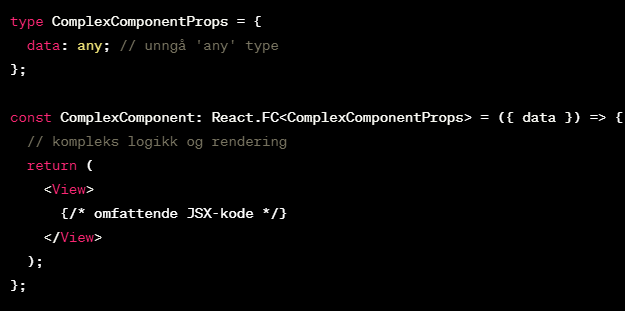 type ComplexComponentProps = {
  data: any; // unngå 'any' type
};

const ComplexComponent: React.FC<ComplexComponentProps> = ({ data }) => {
  // kompleks logikk og rendering
  return (
    <View>
      {/* omfattende JSX-kode */}
    </View>
  );
};